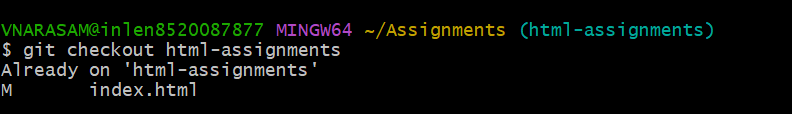 VNARASAM@inlen8520087877 MINGW64 ~/Assignments (html-assignments)
$ git checkout html-assignments
Already on 'html-assignments'
M       index.html